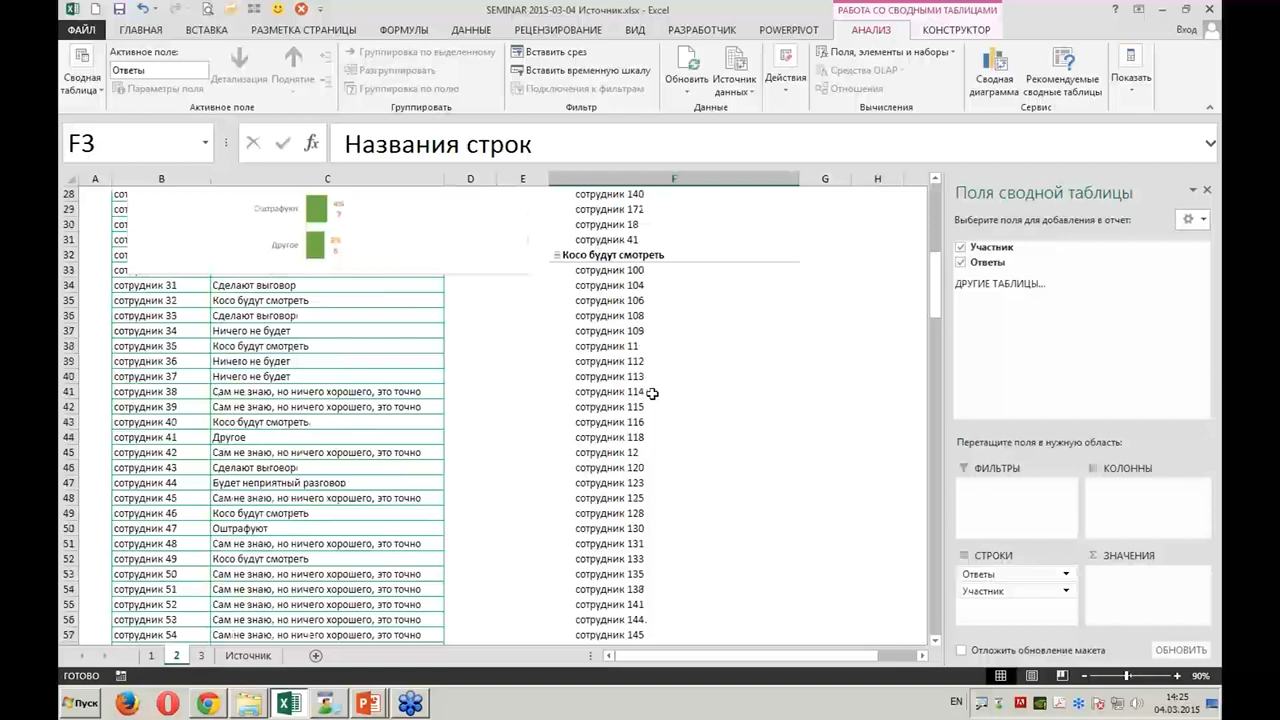 SEMINAR 2015-03-04 Источник.xlsx - Excel
РАБОТА СО СВОДНЫМИ ТАБЛИЦАМИ
ФАЙЛ ГЛАВНАЯ ВСТАВКА РАЗМЕТКА СТРАНИЦЫ ФОРМУЛЫ ДАННЫЕ РЕЦЕНЗИРОВАНИЕ ВИД РАЗРАБОТЧИК POWERPIVOT АНАЛИЗ КОНСТРУКТОР Вход
Сводная таблица
Активное поле:
Ответы
Параметры поля
Детализация
Поднятие
Активное поле
Группировка по выделенному
Разгруппировать
Группировка по полю
Группировать
Вставить срез
Вставить временную шкалу
Подключения к фильтрам
Фильтр
Обновить
Источник данных
Данные
Действия
Поля, элементы и наборы
Средства OLAP
Отношения
Вычисления
Сводная диаграмма
Рекомендуемые сводные таблицы
Сервис
Показать
F3 fx Названия строк
A B C D E F G H
28 сот сотрудник 140
29 сот Оштрафуют сотрудник 172
30 сот сотрудник 18
31 сот Другое сотрудник 41
32 сот Косо будут смотреть
33 сот сотрудник 100
34 сотрудник 31 Сделают выговор сотрудник 104
35 сотрудник 32 Косо будут смотреть сотрудник 106
36 сотрудник 33 Сделают выговор сотрудник 108
37 сотрудник 34 Ничего не будет сотрудник 109
38 сотрудник 35 Косо будут смотреть сотрудник 11
39 сотрудник 36 Ничего не будет сотрудник 112
40 сотрудник 37 Ничего не будет сотрудник 113
41 сотрудник 38 Сам не знаю, но ничего хорошего, это точно сотрудник 114
42 сотрудник 39 Сам не знаю, но ничего хорошего, это точно сотрудник 115
43 сотрудник 40 Косо будут смотреть сотрудник 116
44 сотрудник 41 Другое сотрудник 118
45 сотрудник 42 Сам не знаю, но ничего хорошего, это точно сотрудник 12
46 сотрудник 43 Сделают выговор сотрудник 120
47 сотрудник 44 Будет неприятный разговор сотрудник 123
48 сотрудник 45 Сам не знаю, но ничего хорошего, это точно сотрудник 125
49 сотрудник 46 Косо будут смотреть сотрудник 128
50 сотрудник 47 Оштрафуют сотрудник 130
51 сотрудник 48 Сам не знаю, но ничего хорошего, это точно сотрудник 131
52 сотрудник 49 Косо будут смотреть сотрудник 133
53 сотрудник 50 Сам не знаю, но ничего хорошего, это точно сотрудник 135
54 сотрудник 51 Сам не знаю, но ничего хорошего, это точно сотрудник 138
55 сотрудник 52 Сам не знаю, но ничего хорошего, это точно сотрудник 141
56 сотрудник 53 Сам не знаю, но ничего хорошего, это точно сотрудник 144
57 сотрудник 54 Сам не знаю, но ничего хорошего, это точно сотрудник 145
Поля сводной таблицы
Выберите поля для добавления в отчет:
Участник
Ответы
ДРУГИЕ ТАБЛИЦЫ...
Перетащите поля в нужную область:
ФИЛЬТРЫ КОЛОННЫ
СТРОКИ ЗНАЧЕНИЯ
Ответы
Участник
Отложить обновление макета ОБНОВИТЬ
1 2 3 Источник
ГОТОВО 90%
Пуск EN 14:25
04.03.2015